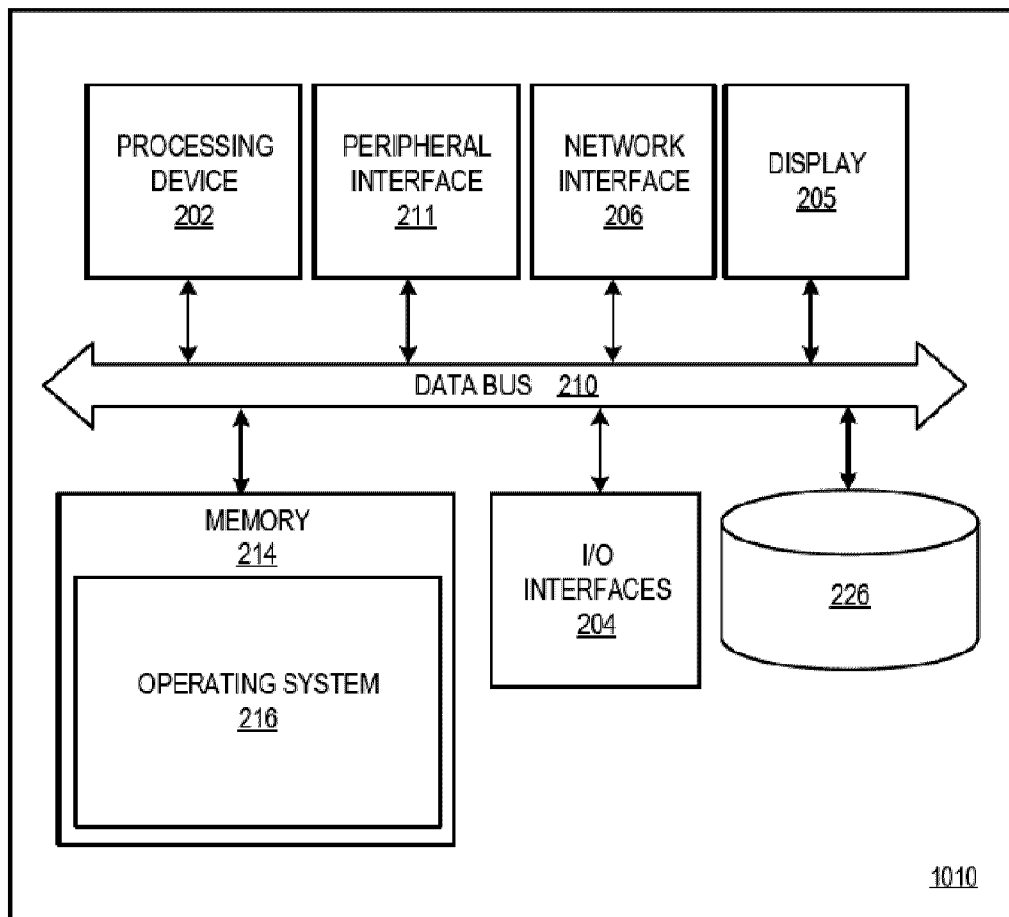 PROCESSING
DEVICE
202
PERIPHERAL
INTERFACE
211
NETWORK
INTERFACE
206
DISPLAY
205
DATA BUS 210
MEMORY
214
OPERATING SYSTEM
216
I/O
INTERFACES
204
226
1010